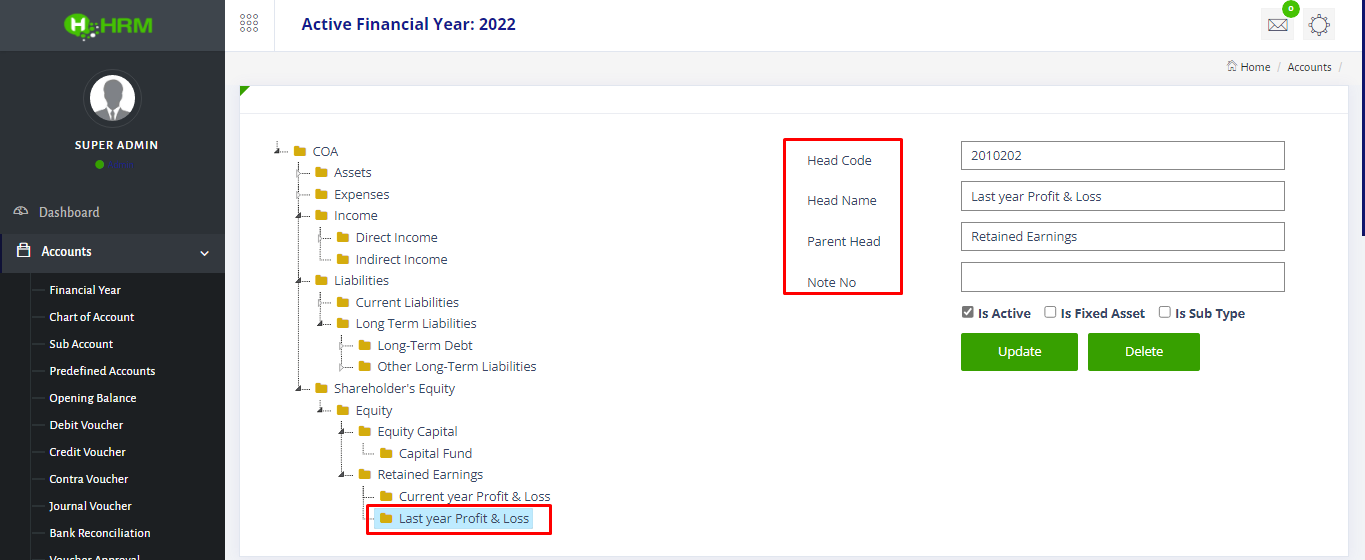 HRM
Active Financial Year: 2022
0
Home / Accounts /
SUPER ADMIN
Dashboard
Accounts
Financial Year
Chart of Account
Sub Account
Predefined Accounts
Opening Balance
Debit Voucher
Credit Voucher
Contra Voucher
Journal Voucher
Bank Reconciliation
Voucher Approval
COA
Assets
Expenses
Income
Direct Income
Indirect Income
Liabilities
Current Liabilities
Long Term Liabilities
Long-Term Debt
Other Long-Term Liabilities
Shareholder's Equity
Equity
Equity Capital
Capital Fund
Retained Earnings
Current year Profit & Loss
Last year Profit & Loss
Head Code 2010202
Head Name Last year Profit & Loss
Parent Head Retained Earnings
Note No
Is Active Is Fixed Asset Is Sub Type
Update Delete